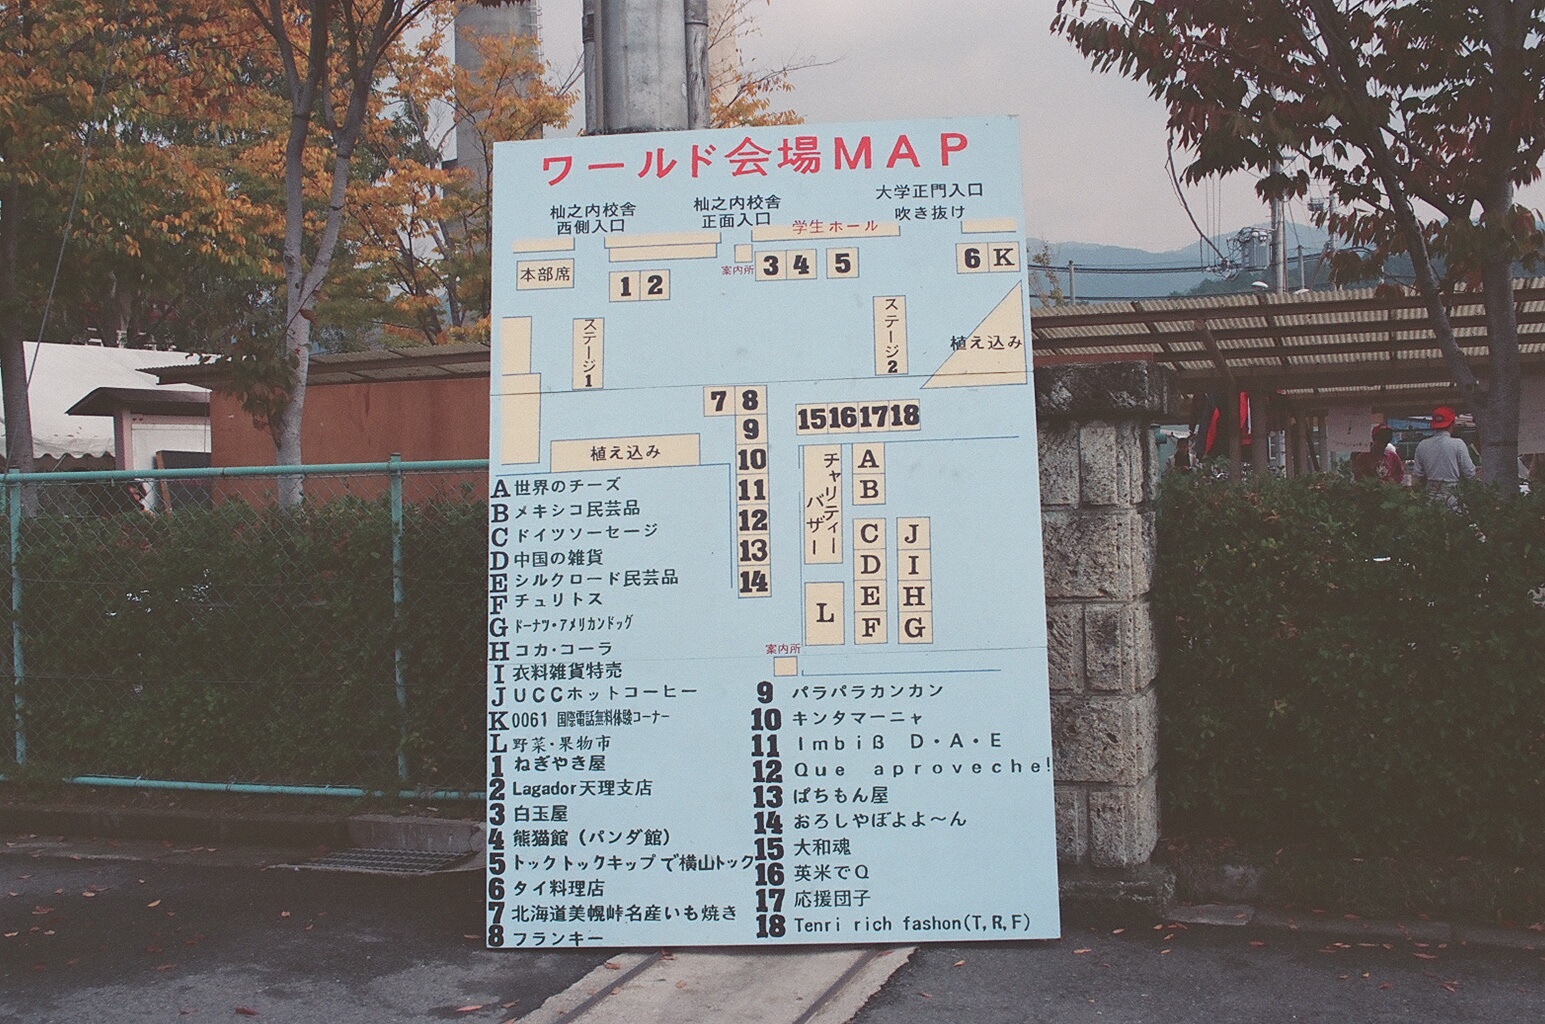 ワールド会場MAP
杣之内校舎
西側入口
杣之内校舎
正面入口
大学正門入口
吹き抜け
学生ホール
本部席
1 2
案内所
3 4 5
6 K
ステージ1
ステージ2
植え込み
7 8
9
10
11
12
13
14
15 16 17 18
植え込み
チャリティーバザー
A
B
C
D
E
F
J
I
H
G
L
案内所
A 世界のチーズ
B メキシコ民芸品
C ドイツソーセージ
D 中国の雑貨
E シルクロード民芸品
F チュリトス
G ドーナツ・アメリカンドッグ
H コカ・コーラ
I 衣料雑貨特売
J UCCホットコーヒー
K 0061 国際電話無料体験コーナー
L 野菜・果物市
1 ねぎやき屋
2 Lagador天理支店
3 白玉屋
4 熊猫館(パンダ館)
5 トックトックキップで横山トック
6 タイ料理店
7 北海道美幌峠名産いも焼き
8 フランキー
9 パラパラカンカン
10 キンタマーニャ
11 Imbiß D・A・E
12 Que aproveche!
13 ぱちもん屋
14 おろしやぼよよ〜ん
15 大和魂
16 英米でQ
17 応援団子
18 Tenri rich fashon(T,R,F)